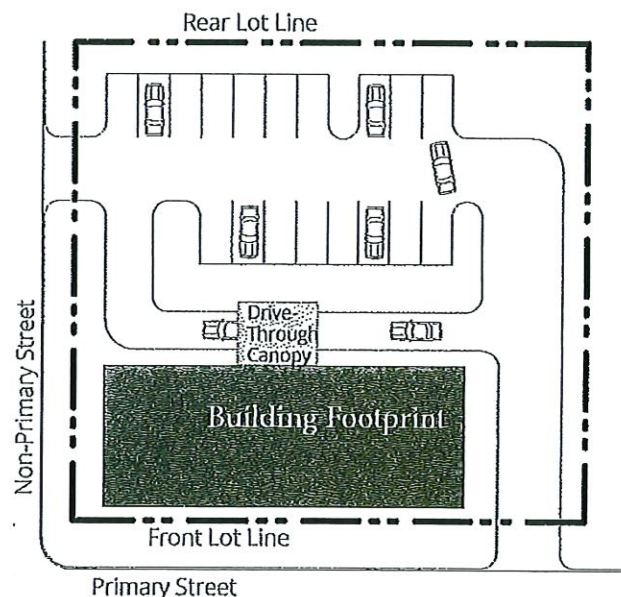 Rear Lot Line
Drive-
Through
Canopy
Building Footprint
Non-Primary Street
Front Lot Line
Primary Street